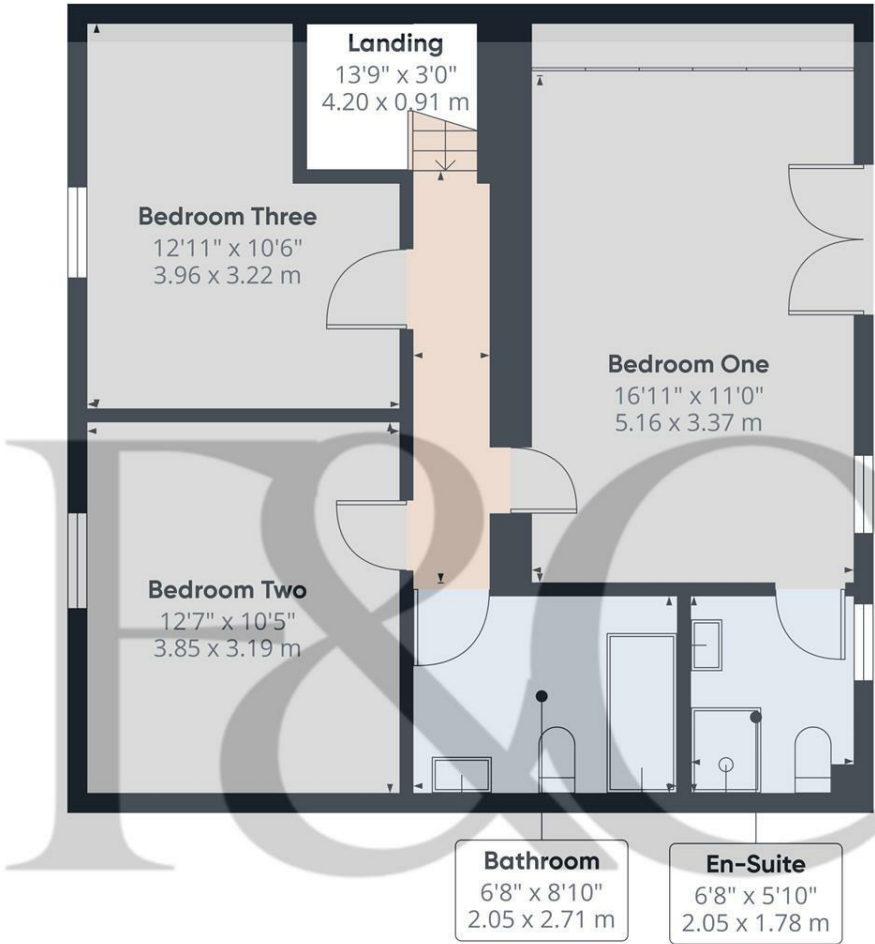 Landing
13'9" x 3'0"
4.20 x 0.91 m
Bedroom Three
12'11" x 10'6"
3.96 x 3.22 m
Bedroom One
16'11" x 11'0"
5.16 x 3.37 m
Bedroom Two
12'7" x 10'5"
3.85 x 3.19 m
F&C
Bathroom
6'8" x 8'10"
2.05 x 2.71 m
En-Suite
6'8" x 5'10"
2.05 x 1.78 m